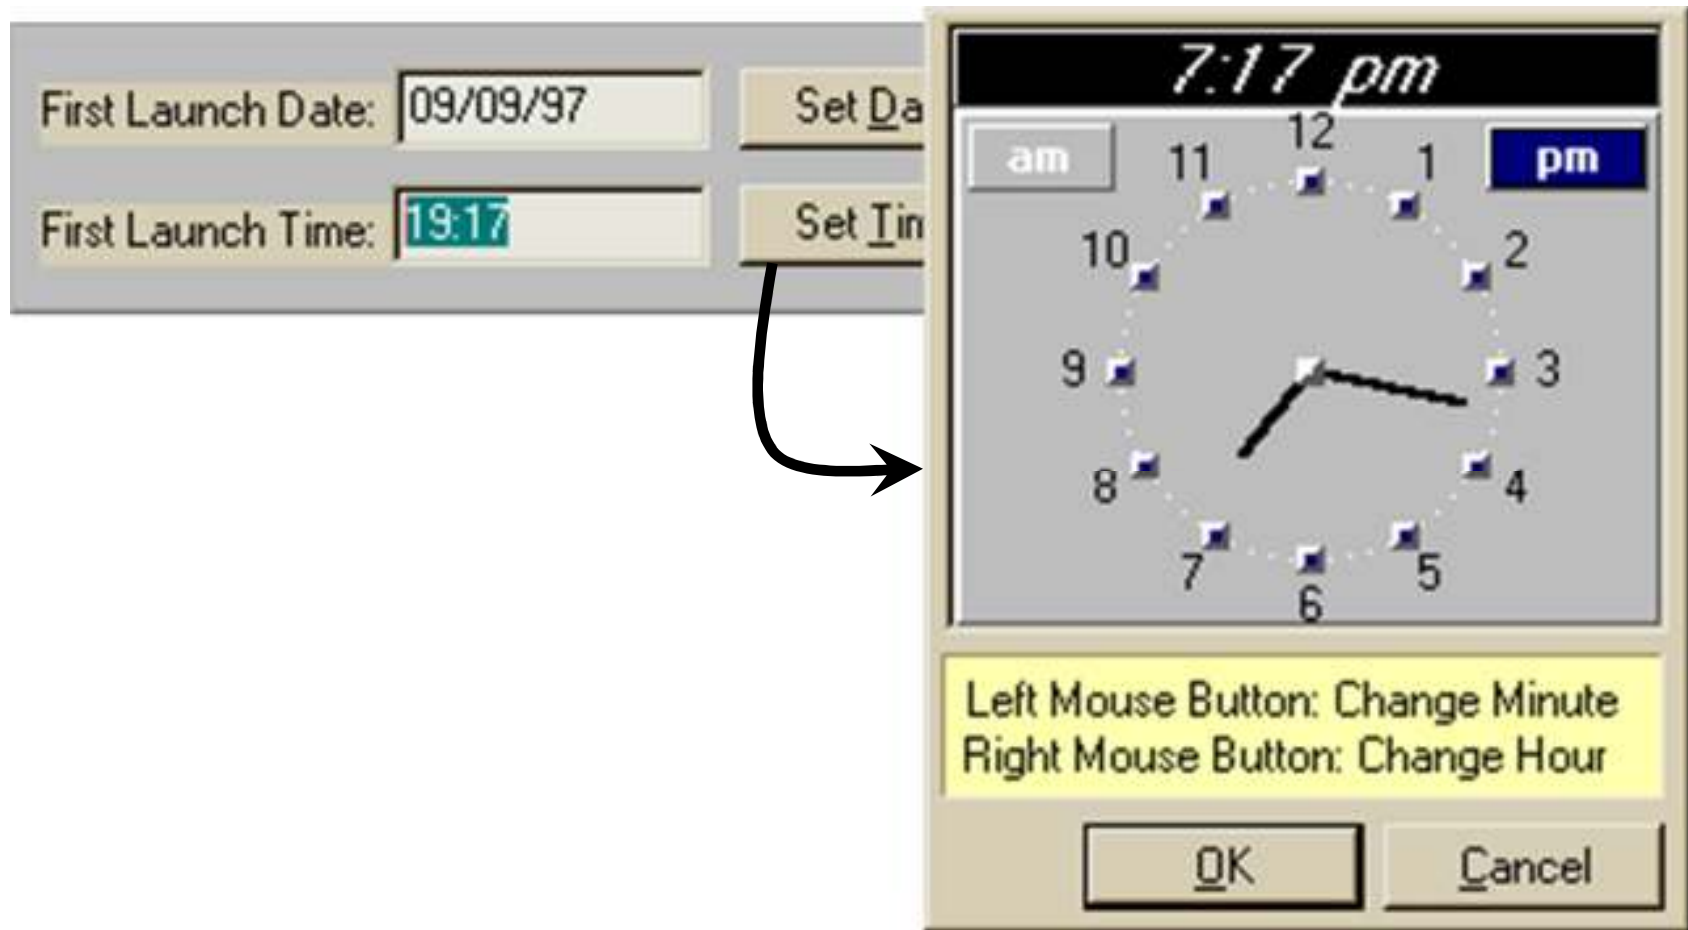 First Launch Date: 09/09/97 Set Da
First Launch Time: 19:17 Set Tim
7:17 pm
am pm
12
11 1
10 2
9 3
8 4
7 5
6
Left Mouse Button: Change Minute
Right Mouse Button: Change Hour
OK Cancel